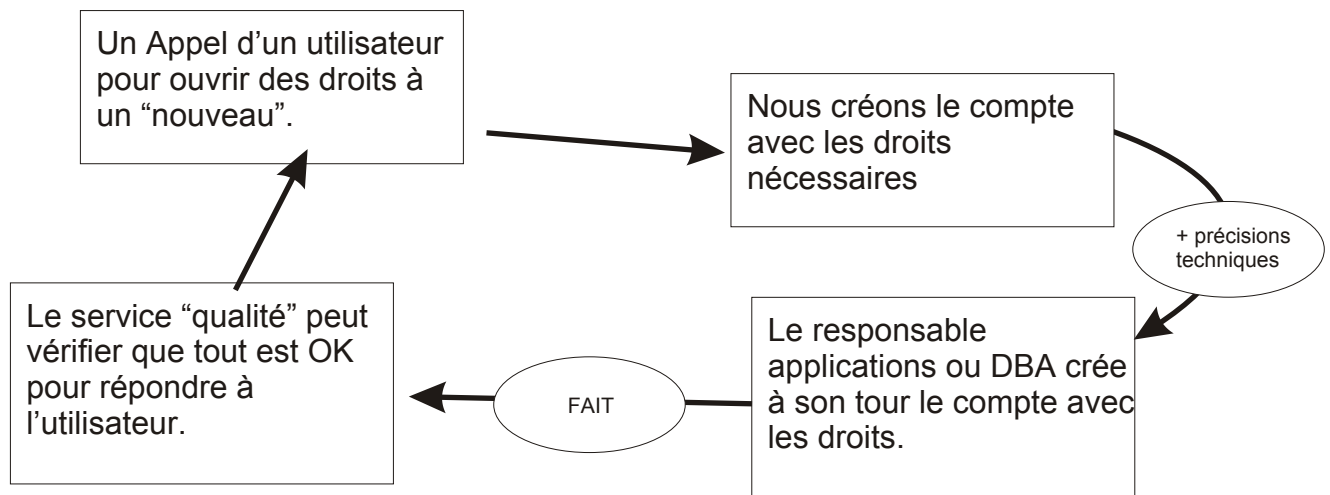 Un Appel d’un utilisateur
pour ouvrir des droits à
un “nouveau”.
Nous créons le compte
avec les droits
nécessaires
+ précisions
techniques
Le responsable
applications ou DBA crée
à son tour le compte avec
les droits.
FAIT
Le service “qualité” peut
vérifier que tout est OK
pour répondre à
l’utilisateur.